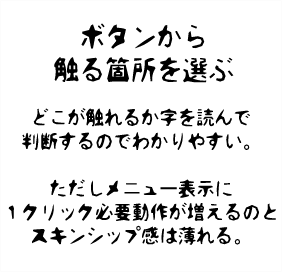 ボタンから
触る箇所を選ぶ
どこが触れるか字を読んで
判断するのでわかりやすい。
ただしメニュー表示に
１クリック必要動作が増えるのと
スキンシップ感は薄れる。